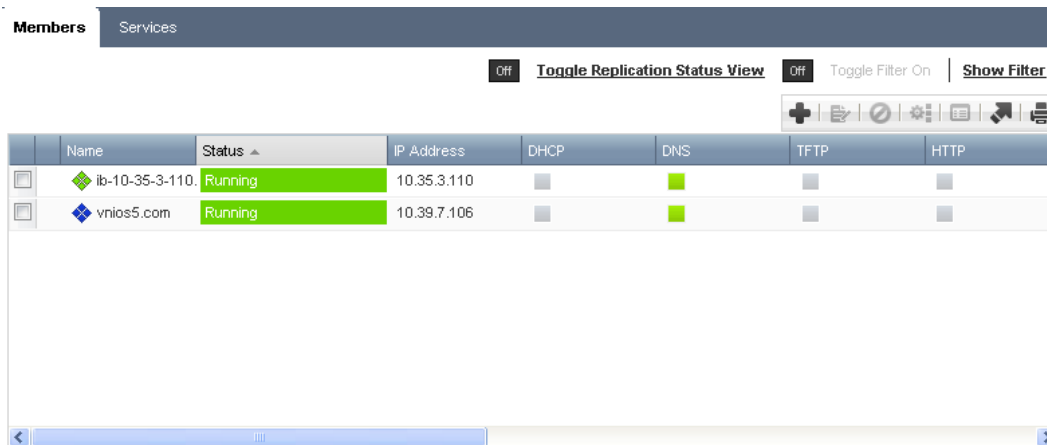 Members Services
Off Toggle Replication Status View Off Toggle Filter On Show Filter
Name Status IP Address DHCP DNS TFTP HTTP
ib-10-35-3-110. Running 10.35.3.110
vnios5.com Running 10.39.7.106